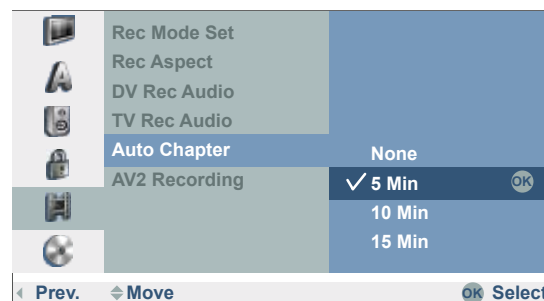 Rec Mode Set
Rec Aspect
DV Rec Audio
TV Rec Audio
Auto Chapter
AV2 Recording
None
5 Min OK
10 Min
15 Min
Prev. Move OK Select